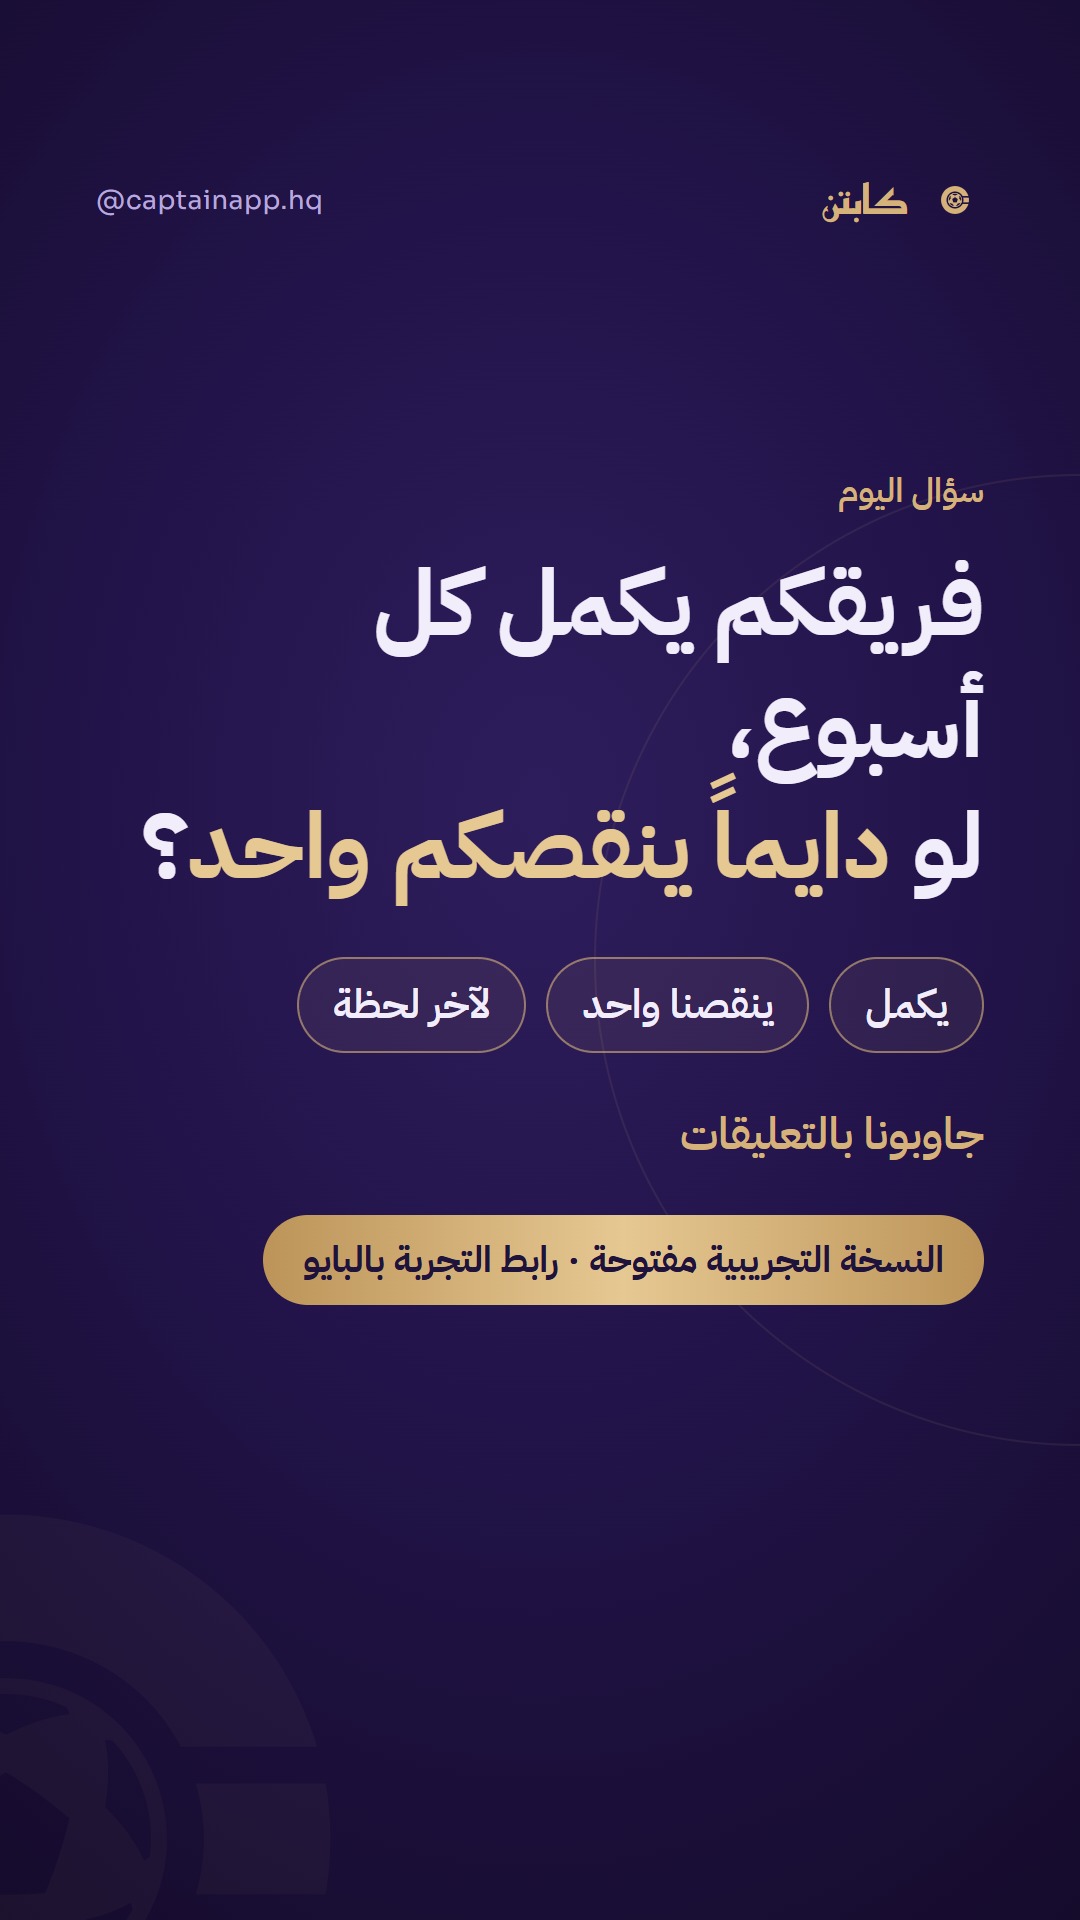 كابتن
@captainapp.hq
سؤال اليوم
فريقكم يكمل كل
أسبوع،
لو دايماً ينقصكم واحد؟
يكمل
ينقصنا واحد
لآخر لحظة
جاوبونا بالتعليقات
النسخة التجريبية مفتوحة · رابط التجربة بالبايو